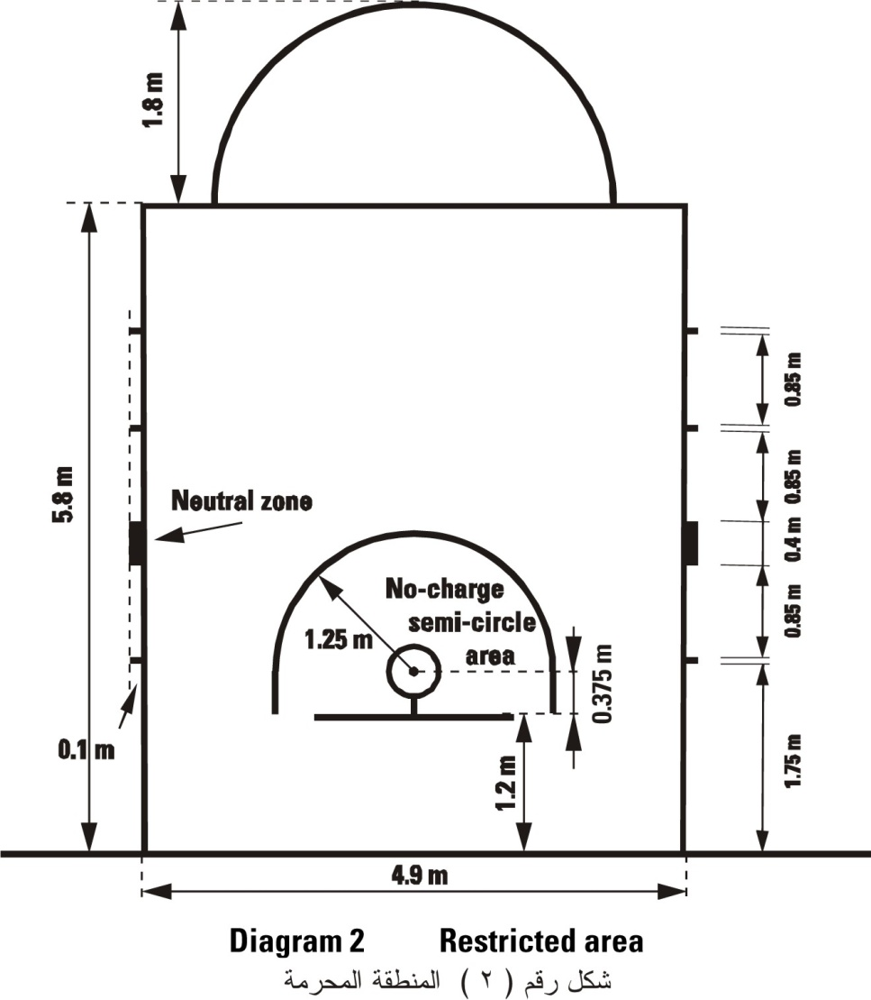 1.8 m
5.8 m
0.85 m
0.85 m
0.4 m
0.85 m
1.75 m
Neutral zone
No-charge
semi-circle
area
1.25 m
0.375 m
0.1 m
1.2 m
4.9 m
Diagram 2 Restricted area
شكل رقم ( ٢ ) المنطقة المحرمة